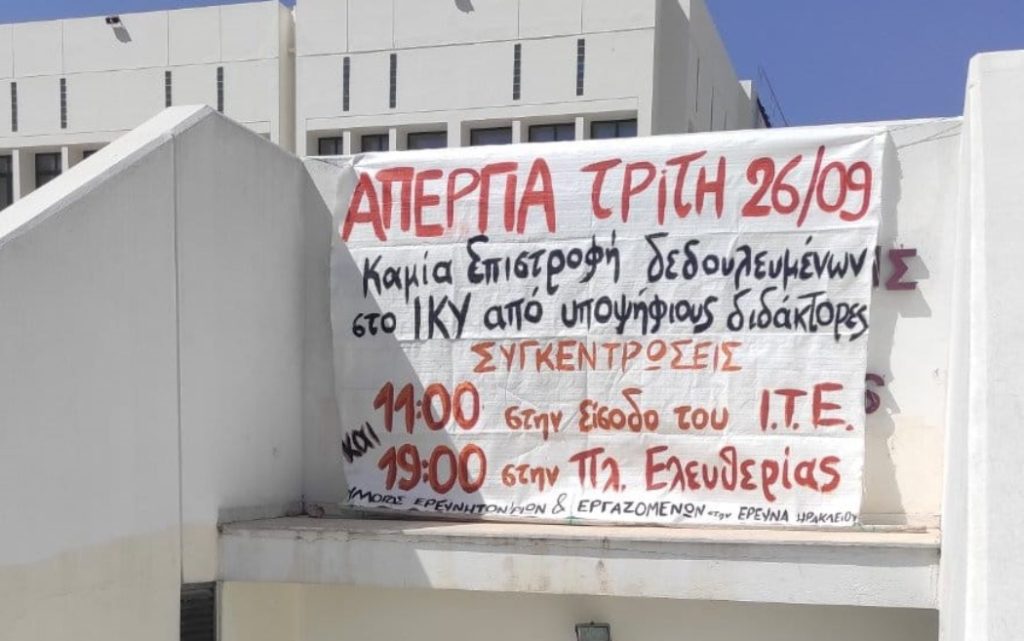 ΑΠΕΡΓΙΑ ΤΡΙΤΗ 26/09
Καμία επιστροφή δεδουλευμένων
στο ΙΚΥ από υποψήφιους διδάκτορες
ΣΥΓΚΕΝΤΡΩΣΕΙΣ
11:00 στην είσοδο του Ι.Τ.Ε.
και
19:00 στην Πλ. Ελευθερίας
& ΕΡΓΑΖΟΜΕΝΩΝ στην ΕΡΕΥΝΑ ΗΡΑΚΛΕΙΟΥ